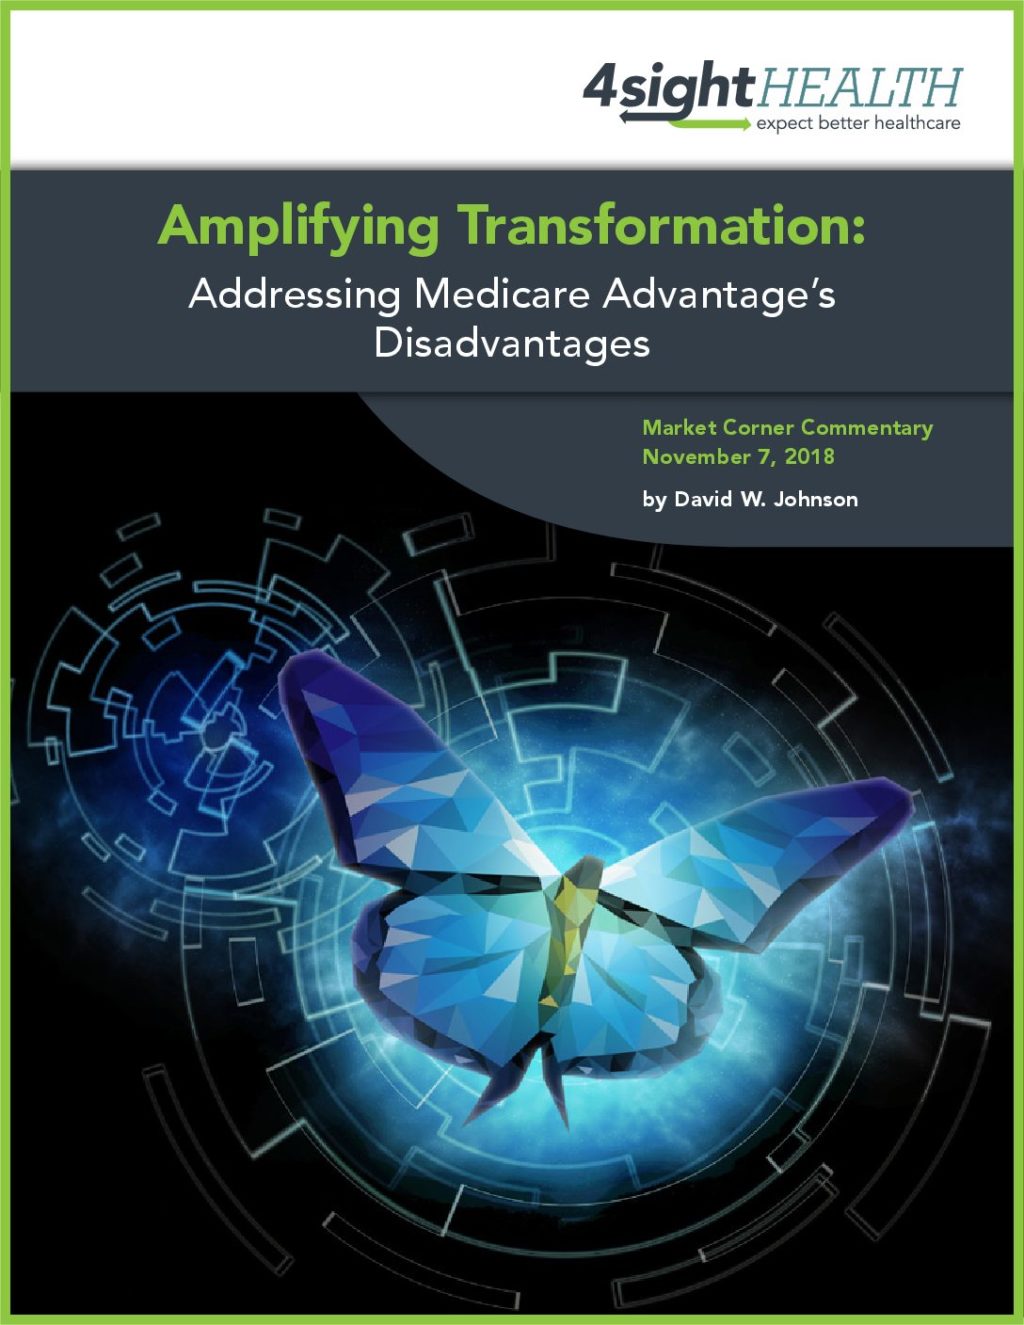 4sightHEALTH
expect better healthcare
Amplifying Transformation:
Addressing Medicare Advantage’s
Disadvantages
Market Corner Commentary
November 7, 2018
by David W. Johnson